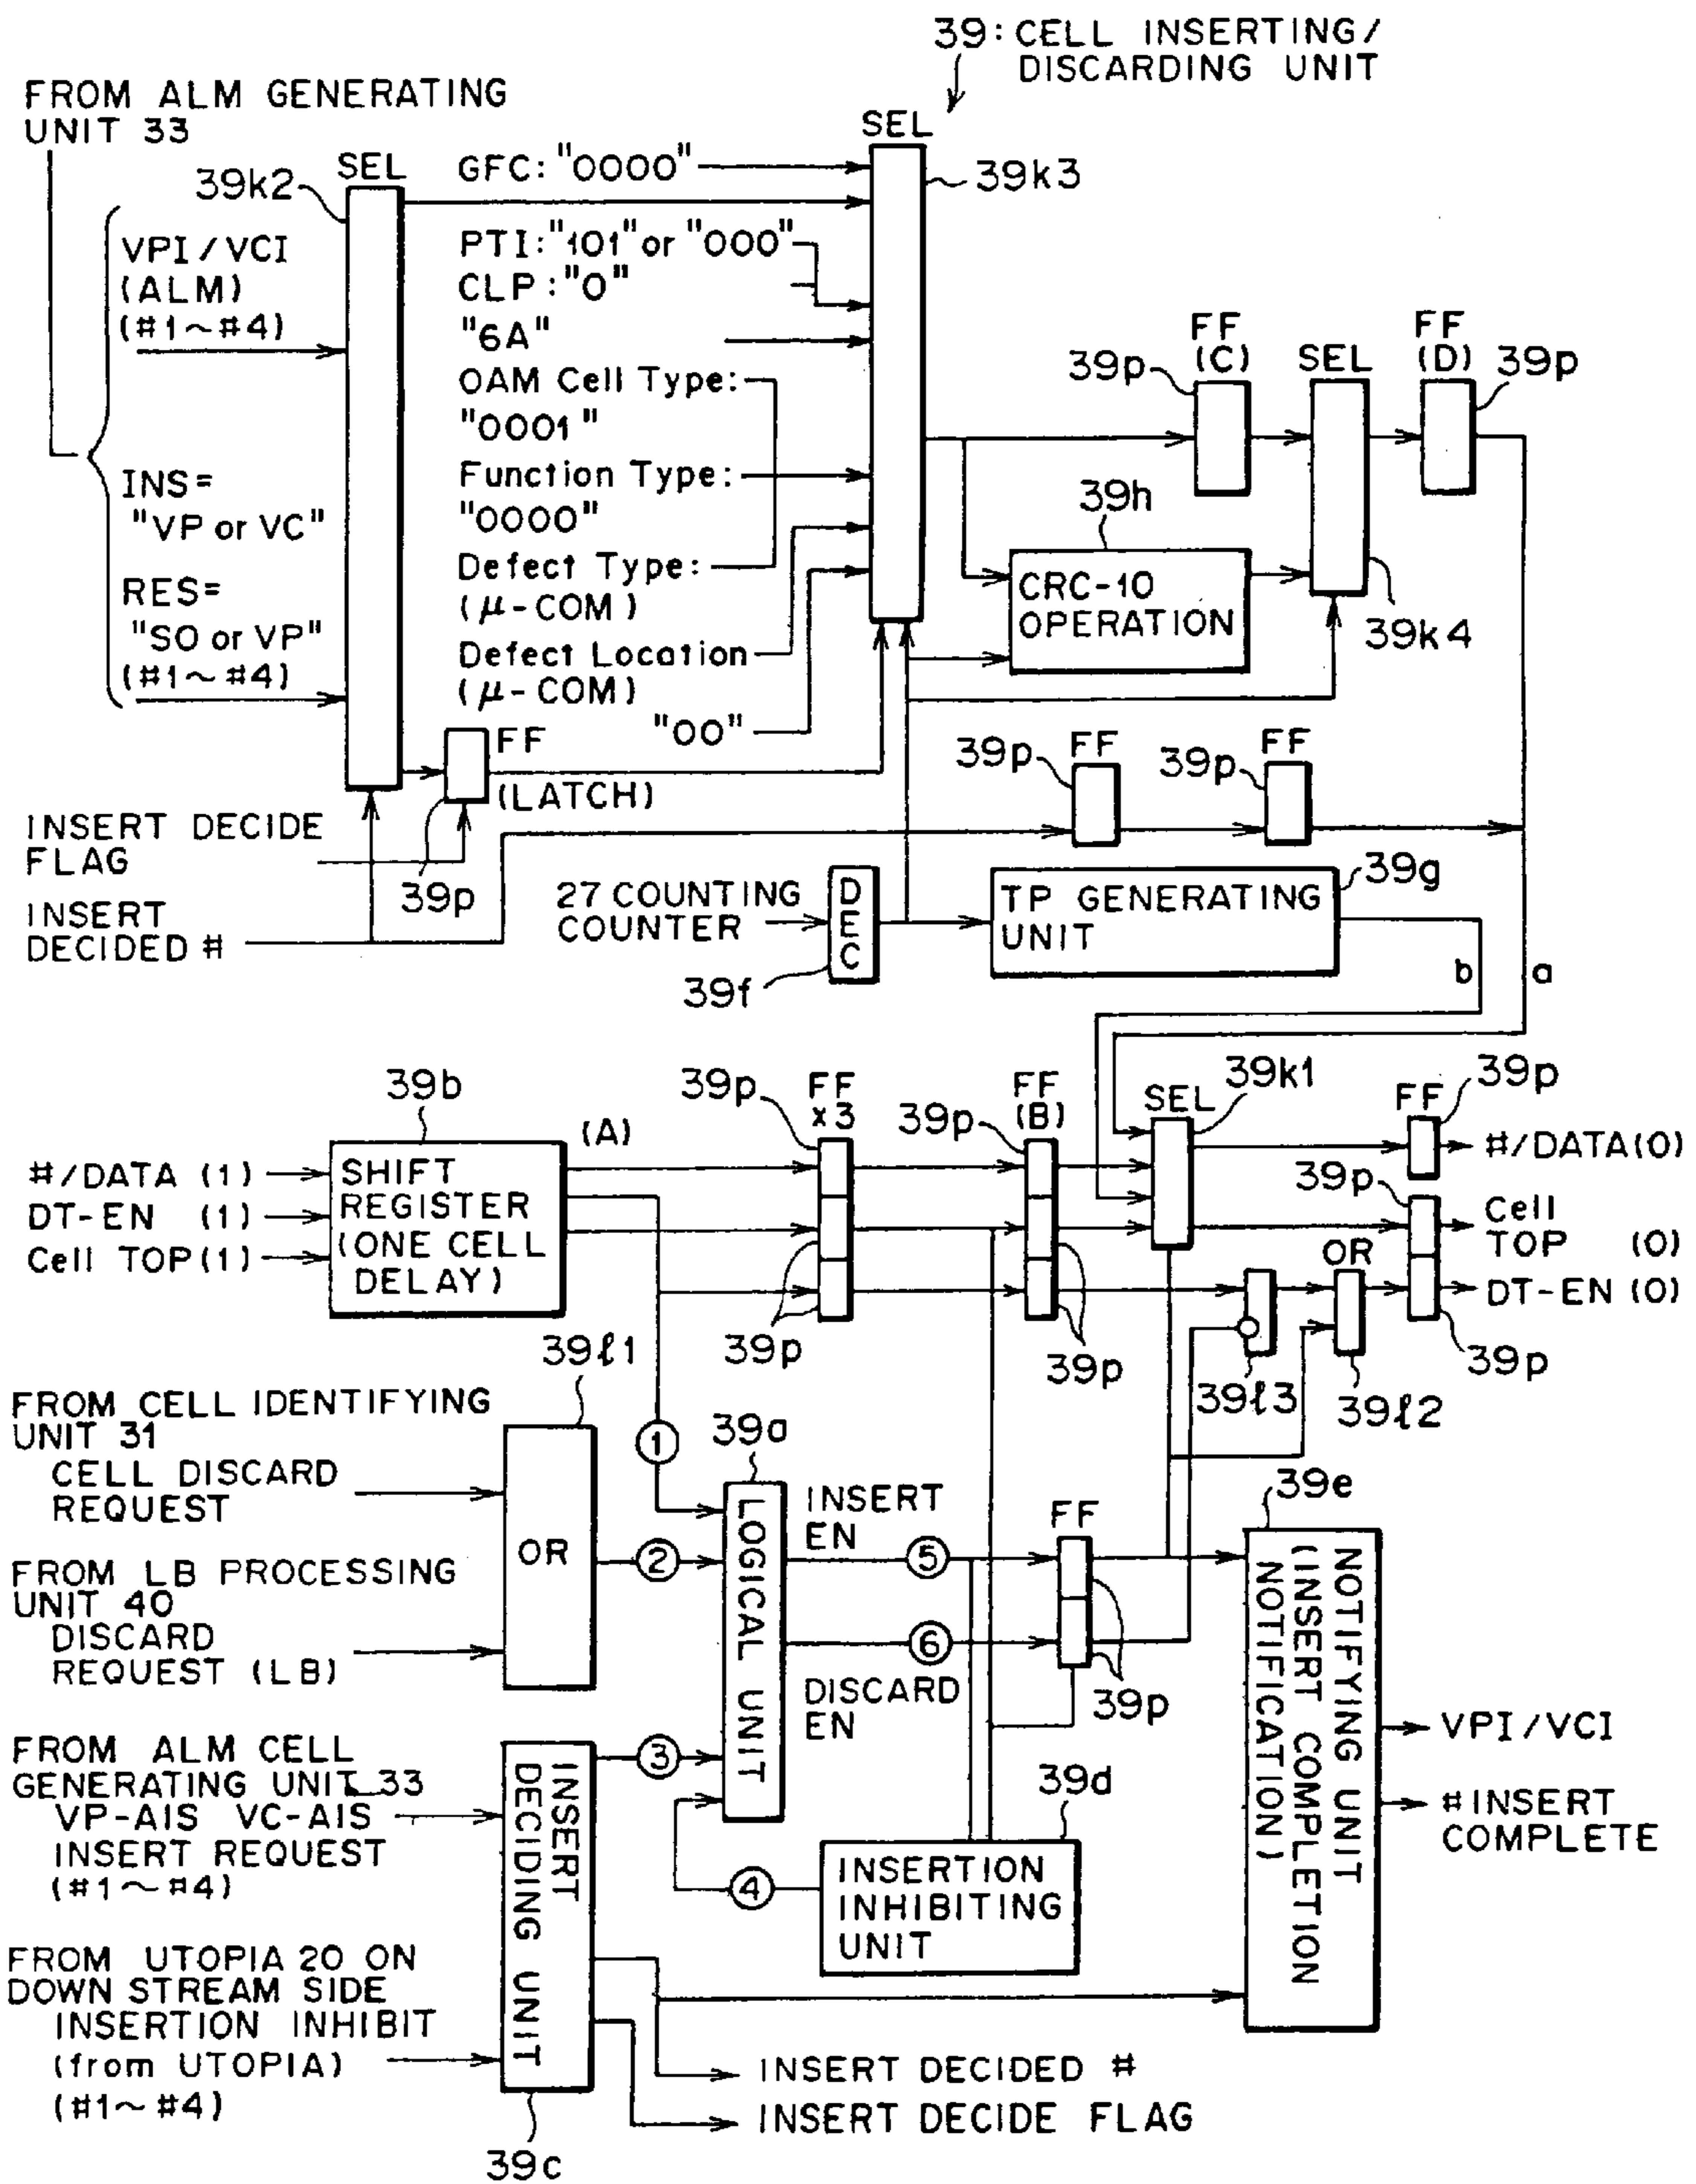 39: CELL INSERTING/
DISCARDING UNIT
FROM ALM GENERATING
UNIT 33
39k2
SEL
SEL
39k3
GFC: "0000"
VPI/VCI
(ALM)
(#1~#4)
PTI: "101" or "000"
CLP: "0"
"6A"
OAM Cell Type:
"0001"
Function Type:
"0000"
Defect Type:
(μ-COM)
Defect Location
(μ-COM)
"00"
INS=
"VP or VC"
RES=
"SO or VP"
(#1~#4)
39p
FF
(C)
SEL
FF
(D)
39p
39h
CRC-10
OPERATION
39k4
FF
(LATCH)
39p
39p
FF
39p
FF
INSERT DECIDE
FLAG
INSERT
DECIDED #
27 COUNTING
COUNTER
DEC
39f
TP GENERATING
UNIT
39g
b
a
39b
(A)
39p
FF
x3
39p
FF
(B)
SEL
39k1
FF
39p
#/DATA (1)
DT-EN (1)
Cell TOP(1)
SHIFT
REGISTER
(ONE CELL
DELAY)
#/DATA(0)
39p
Cell
TOP (0)
OR
DT-EN (0)
39p
39p
39p
39ℓ3
39ℓ2
39ℓ1
FROM CELL IDENTIFYING
UNIT 31
CELL DISCARD
REQUEST
OR
FROM LB PROCESSING
UNIT 40
DISCARD
REQUEST (LB)
①
②
③
④
39a
LOGICAL UNIT
INSERT
EN
⑤
⑥
DISCARD
EN
FF
39p
39e
NOTIFYING UNIT
(INSERT COMPLETION
NOTIFICATION)
VPI/VCI
#INSERT
COMPLETE
FROM ALM CELL
GENERATING UNIT 33
VP-AIS VC-AIS
INSERT REQUEST
(#1~#4)
INSERT
DECIDING UNIT
39d
INSERTION
INHIBITING
UNIT
FROM UTOPIA 20 ON
DOWN STREAM SIDE
INSERTION INHIBIT
(from UTOPIA)
(#1~#4)
39c
INSERT DECIDED #
INSERT DECIDE FLAG